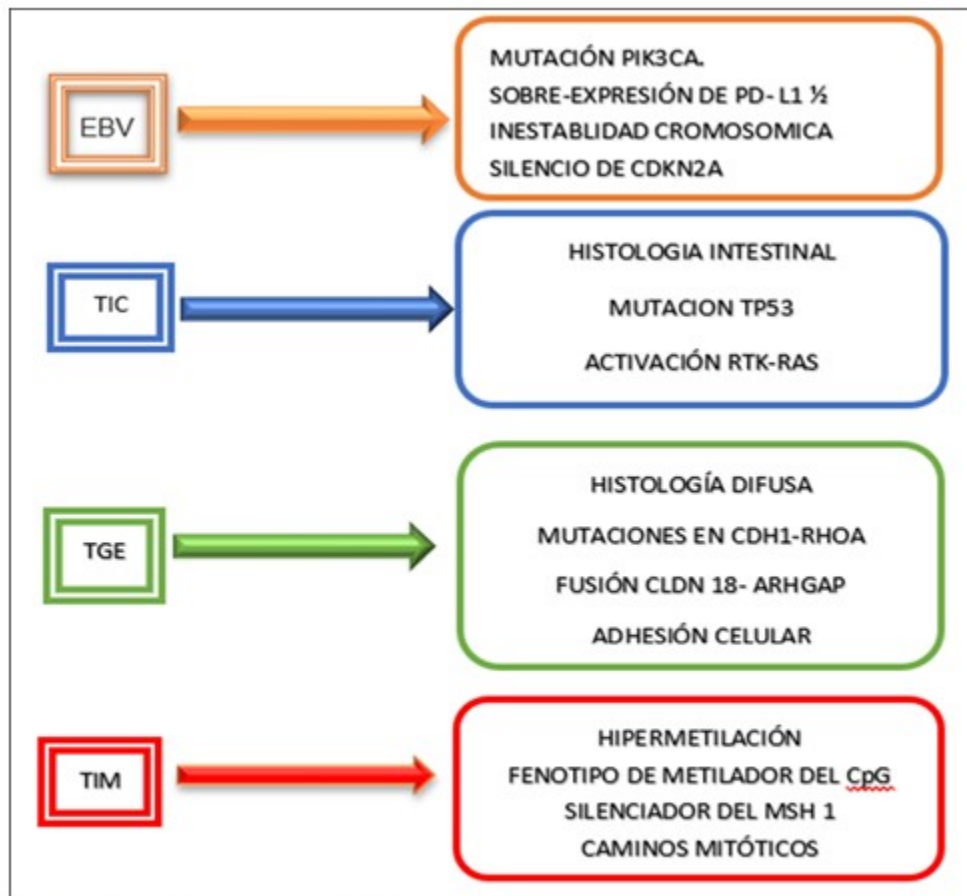 EBV
MUTACIÓN PIK3CA.
SOBRE-EXPRESIÓN DE PD- L1 ½
INESTABLIDAD CROMOSOMICA
SILENCIO DE CDKN2A
TIC
HISTOLOGIA INTESTINAL
MUTACION TP53
ACTIVACIÓN RTK-RAS
TGE
HISTOLOGÍA DIFUSA
MUTACIONES EN CDH1-RHOA
FUSIÓN CLDN 18- ARHGAP
ADHESIÓN CELULAR
TIM
HIPERMETILACIÓN
FENOTIPO DE METILADOR DEL CpG
SILENCIADOR DEL MSH 1
CAMINOS MITÓTICOS